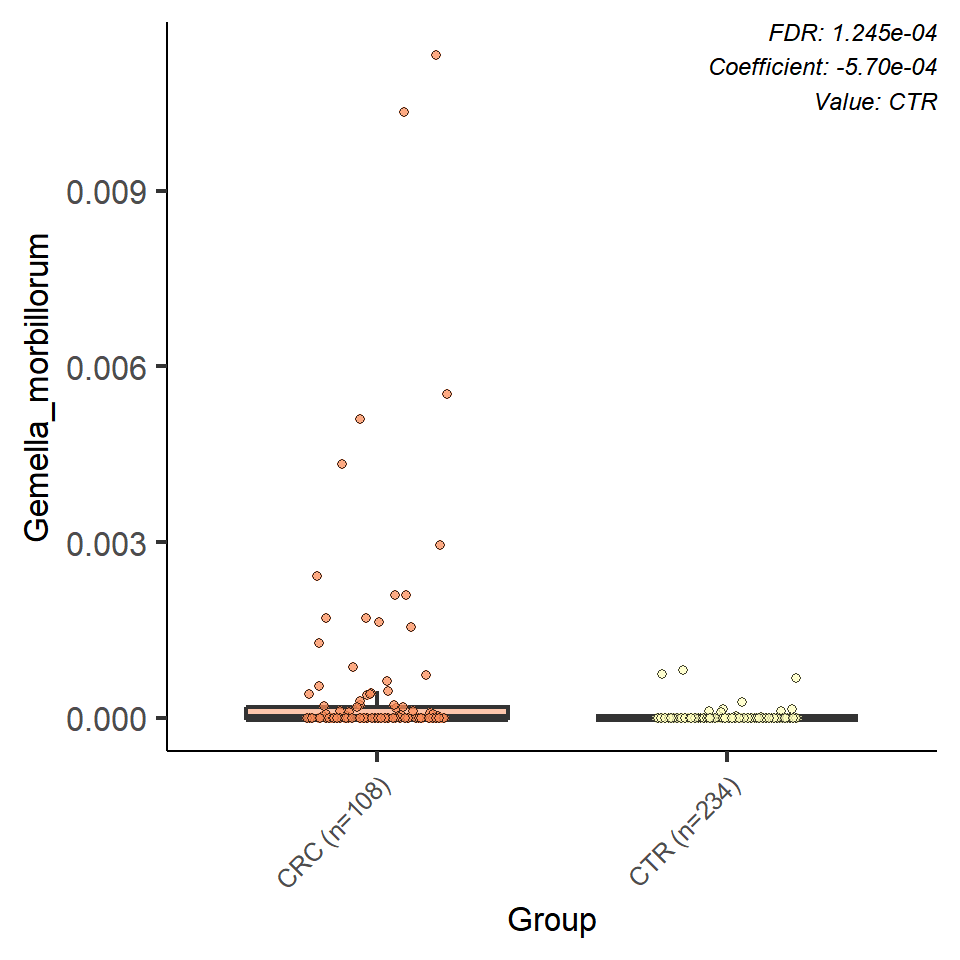 FDR: 1.245e-04
Coefficient: -5.70e-04
Value: CTR
Gemella_morbillorum
0.009
0.006
0.003
0.000
CRC (n=108)
CTR (n=234)
Group